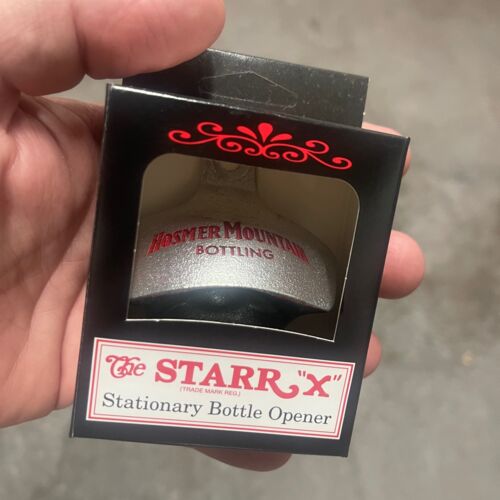 HOSMER MOUNTAIN
BOTTLING
The STARR "X"
(TRADE MARK REG.)
Stationary Bottle Opener